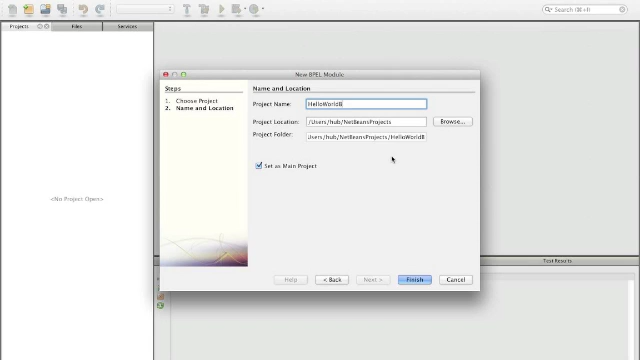 Search (⌘+I)
Projects
Files
Services
New BPEL Module
Steps
1. Choose Project
2. Name and Location
Name and Location
Project Name: HelloWorldB
Project Location: /Users/hub/NetBeansProjects Browse...
Project Folder: Users/hub/NetBeansProjects/HelloWorldB
Set as Main Project
<No Project Open>
Test Results
Help < Back Next > Finish Cancel